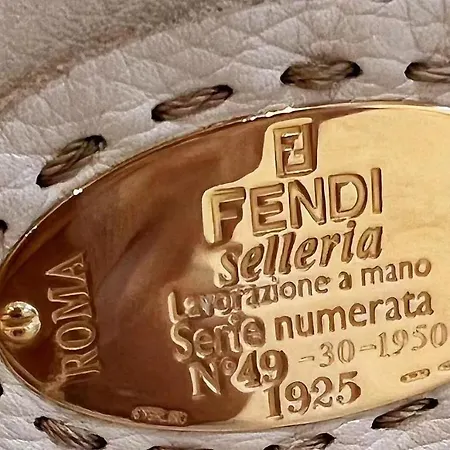 FENDI
Selleria
Lavorazione a mano
Serie numerata
N° 49 -30-1950
1925
ROMA